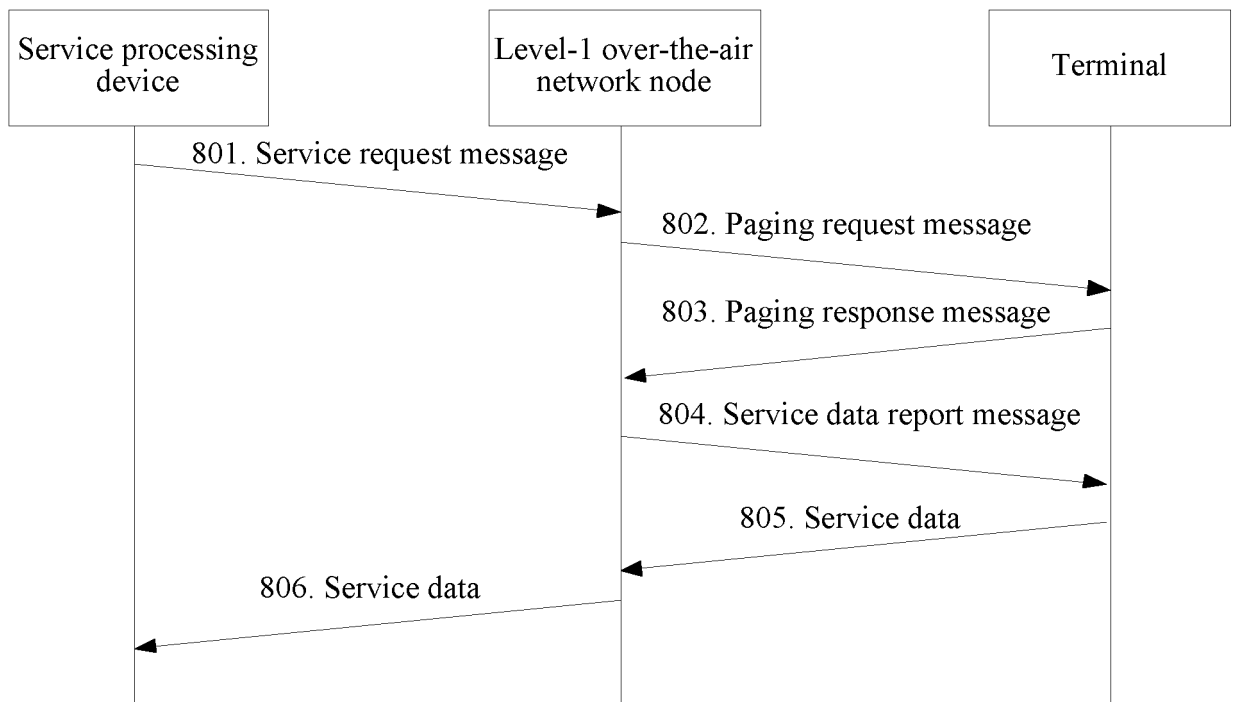 Service processing
device
Level-1 over-the-air
network node
Terminal
801. Service request message
802. Paging request message
803. Paging response message
804. Service data report message
805. Service data
806. Service data